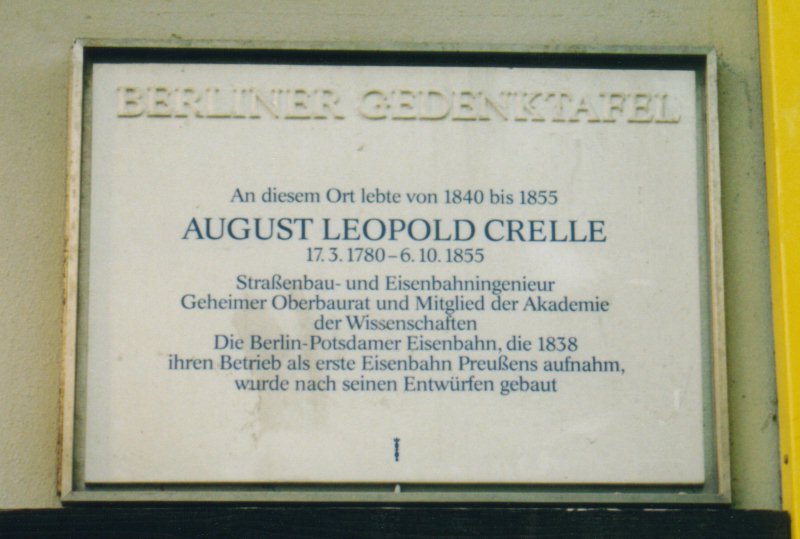 BERLINER GEDENKTAFEL
An diesem Ort lebte von 1840 bis 1855
AUGUST LEOPOLD CRELLE
17. 3. 1780 – 6. 10. 1855
Straßenbau- und Eisenbahningenieur
Geheimer Oberbaurat und Mitglied der Akademie
der Wissenschaften
Die Berlin-Potsdamer Eisenbahn, die 1838
ihren Betrieb als erste Eisenbahn Preußens aufnahm,
wurde nach seinen Entwürfen gebaut